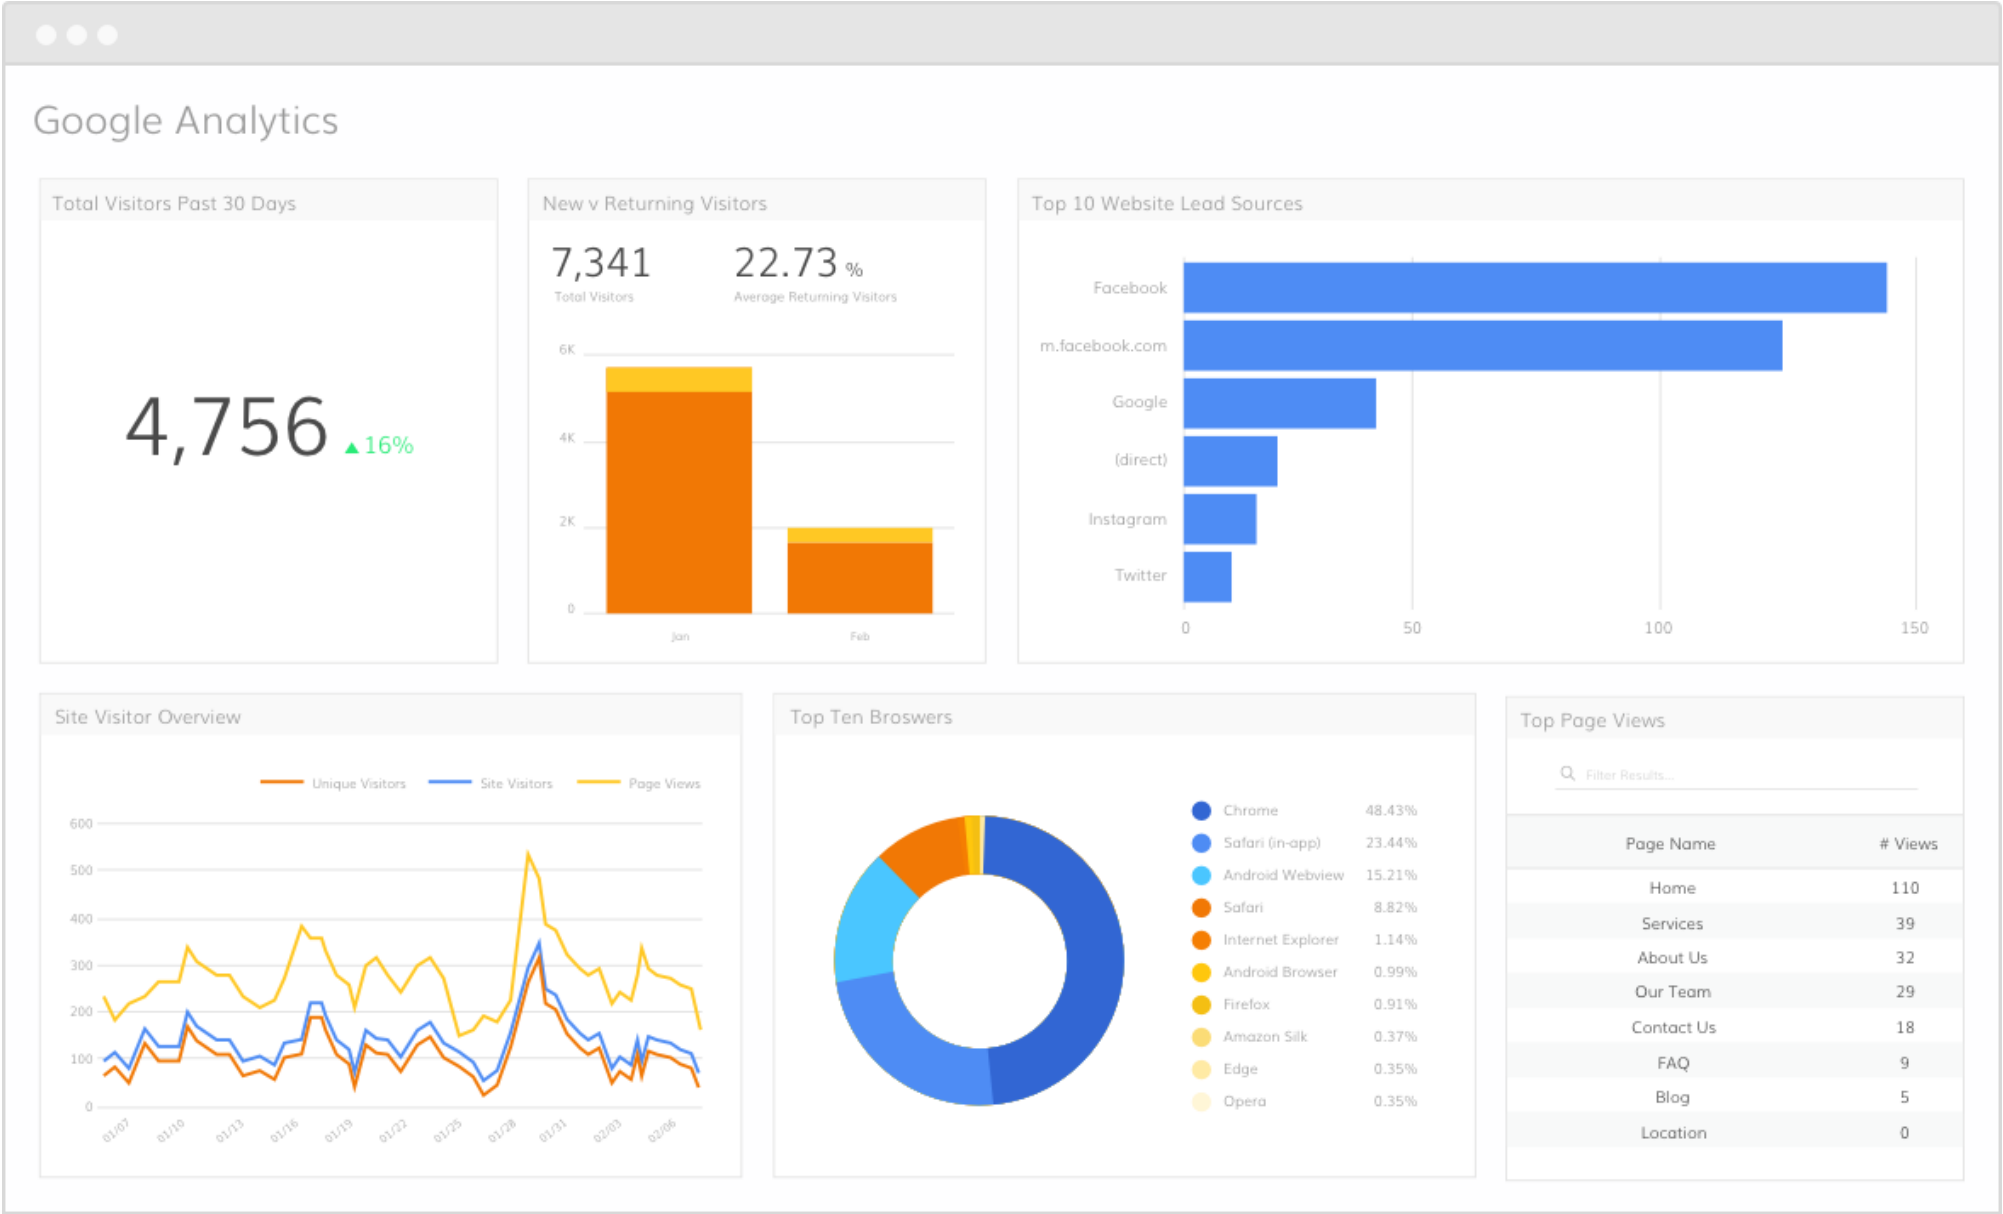 Google Analytics
Total Visitors Past 30 Days
4,756 ▲16%
New v Returning Visitors
7,341
Total Visitors
22.73 %
Average Returning Visitors
6K
4K
2K
0
Jan
Feb
Top 10 Website Lead Sources
Facebook
m.facebook.com
Google
(direct)
Instagram
Twitter
0
50
100
150
Site Visitor Overview
Unique Visitors
Site Visitors
Page Views
600
500
400
300
200
100
0
01/07
01/10
01/13
01/16
01/19
01/22
01/25
01/28
01/31
02/03
02/06
Top Ten Broswers
Chrome 48.43%
Safari (in-app) 23.44%
Android Webview 15.21%
Safari 8.82%
Internet Explorer 1.14%
Android Browser 0.99%
Firefox 0.91%
Amazon Silk 0.37%
Edge 0.35%
Opera 0.35%
Top Page Views
Filter Results...
Page Name # Views
Home 110
Services 39
About Us 32
Our Team 29
Contact Us 18
FAQ 9
Blog 5
Location 0